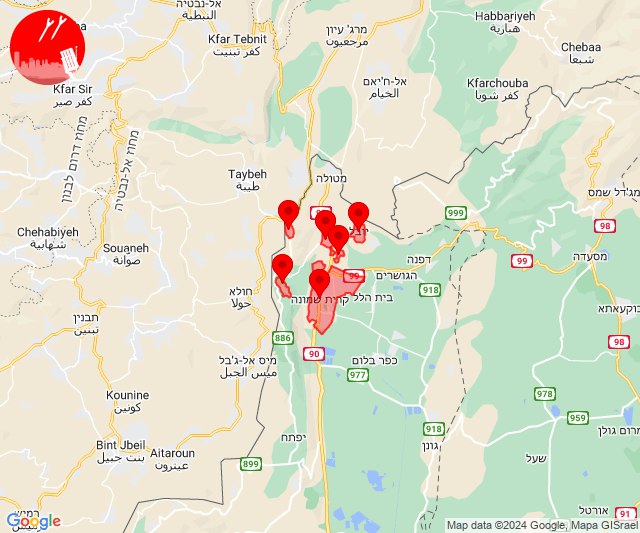 אל-נבטיה
النبطية
Kfar Tebnit
كفر تبنيت
מרג' עיון
مرجعيون
Habbariyeh
هبارية
Chebaa
شبعا
Kfar Sir
كفر صير
אל-ח'יאם
الخيام
Kfarchouba
كفر شوبا
מחוז דרום לבנון
מחוז אל-נבטיה
Taybeh
طيبة
מטולה
מג'דל שמס
999
98
Chehabiyeh
شهابية
Souaneh
صوانة
דפנה
99
מסעדה
99
הגושרים
918
חולא
حولا
קרית שמונה
בית הלל
בוקעאתא
תבנין
تبنين
886
98
מיס אל-ג'בל
ميس الجبل
90
כפר בלום
977
Kounine
كونين
978
959
918
Bint Jbeil
بنت جبيل
Aitaroun
عيترون
יפתח
גונן
מרום גולן
899
שעל
98
רמיש
אורטל
91
Google
Map data ©2024 Google, Mapa GISrael